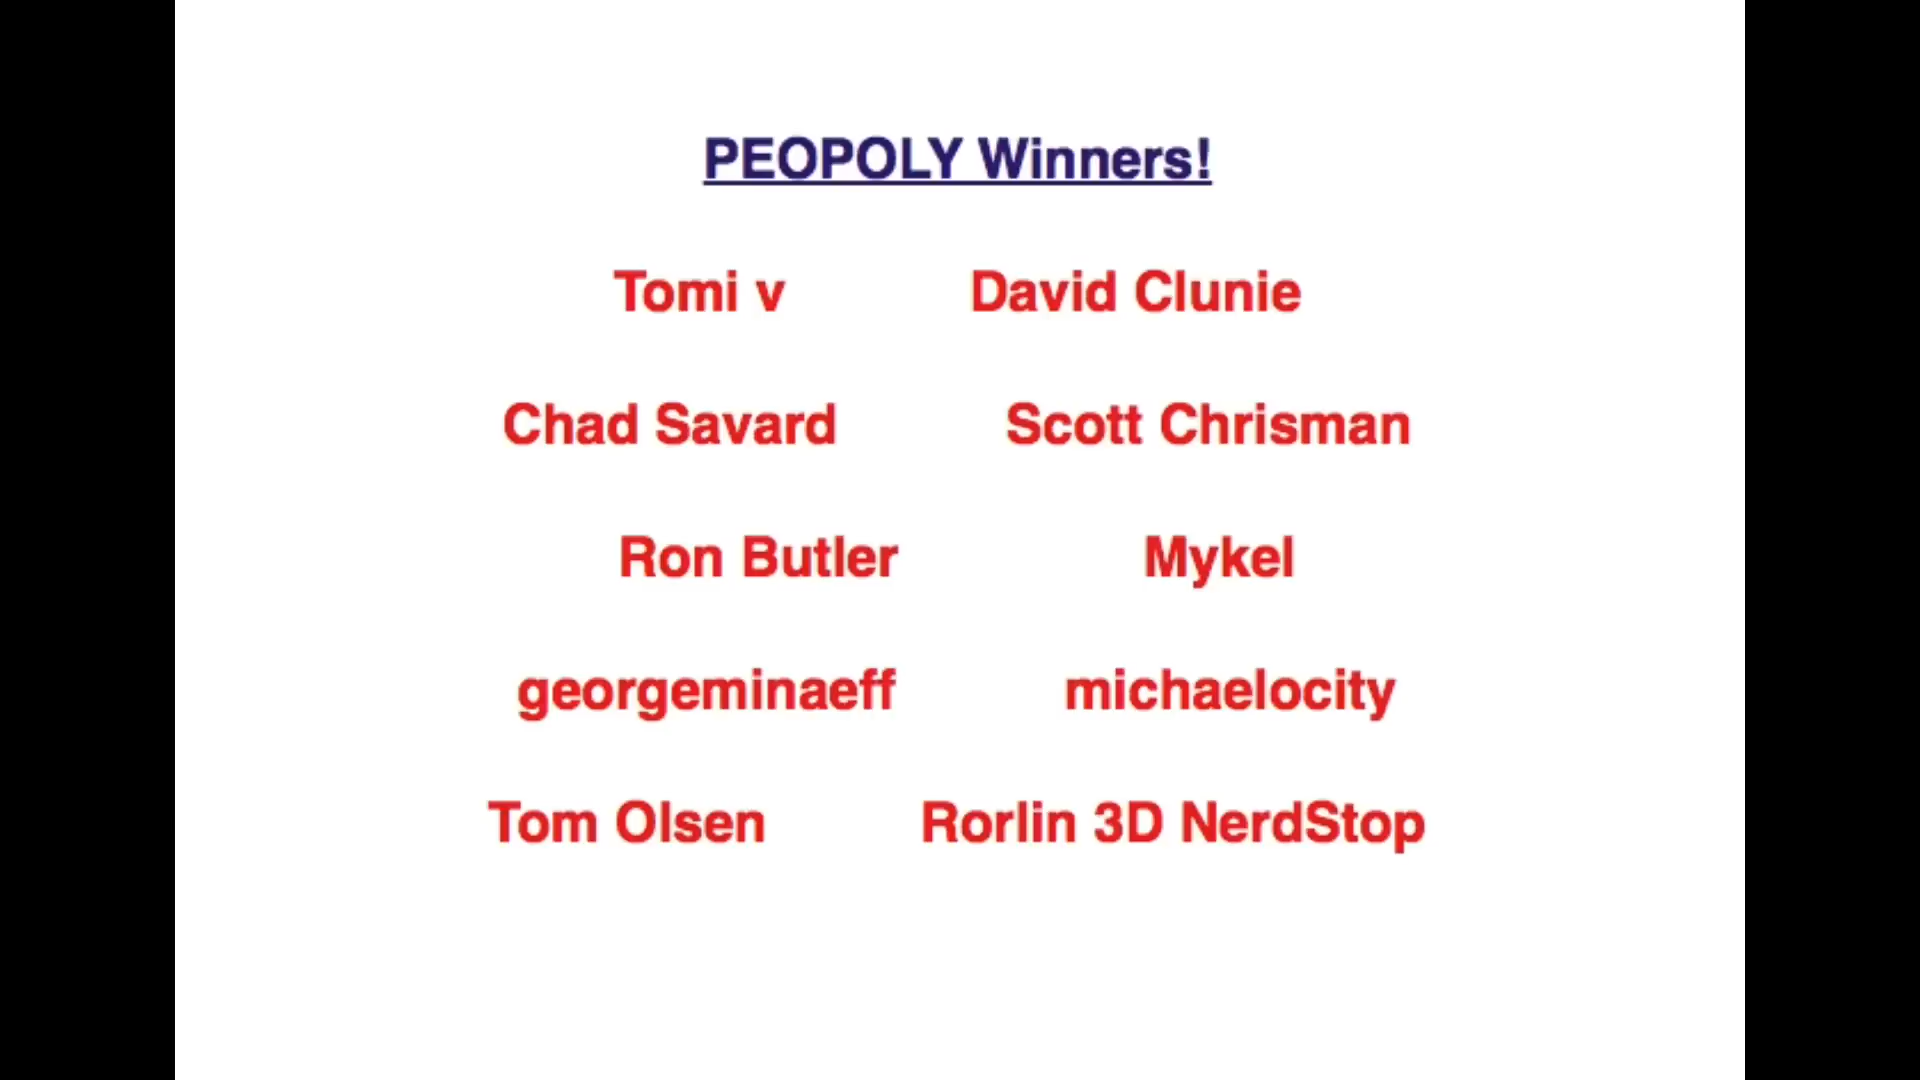 PEOPOLY Winners!
Tomi v David Clunie
Chad Savard Scott Chrisman
Ron Butler Mykel
georgeminaeff michaelocity
Tom Olsen Rorlin 3D NerdStop